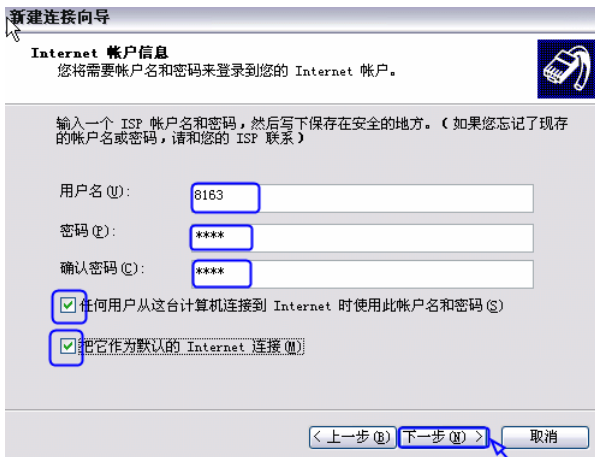 新建连接向导
Internet 帐户信息
您将需要帐户名和密码来登录到您的 Internet 帐户。
输入一个 ISP 帐户名和密码，然后写下保存在安全的地方。(如果您忘记了现存
的帐户名或密码，请和您的 ISP 联系)
用户名(U): 8163
密码(P): ****
确认密码(C): ****
任何用户从这台计算机连接到 Internet 时使用此帐户名和密码(S)
把它作为默认的 Internet 连接(M)
< 上一步(B) 下一步(N) > 取消